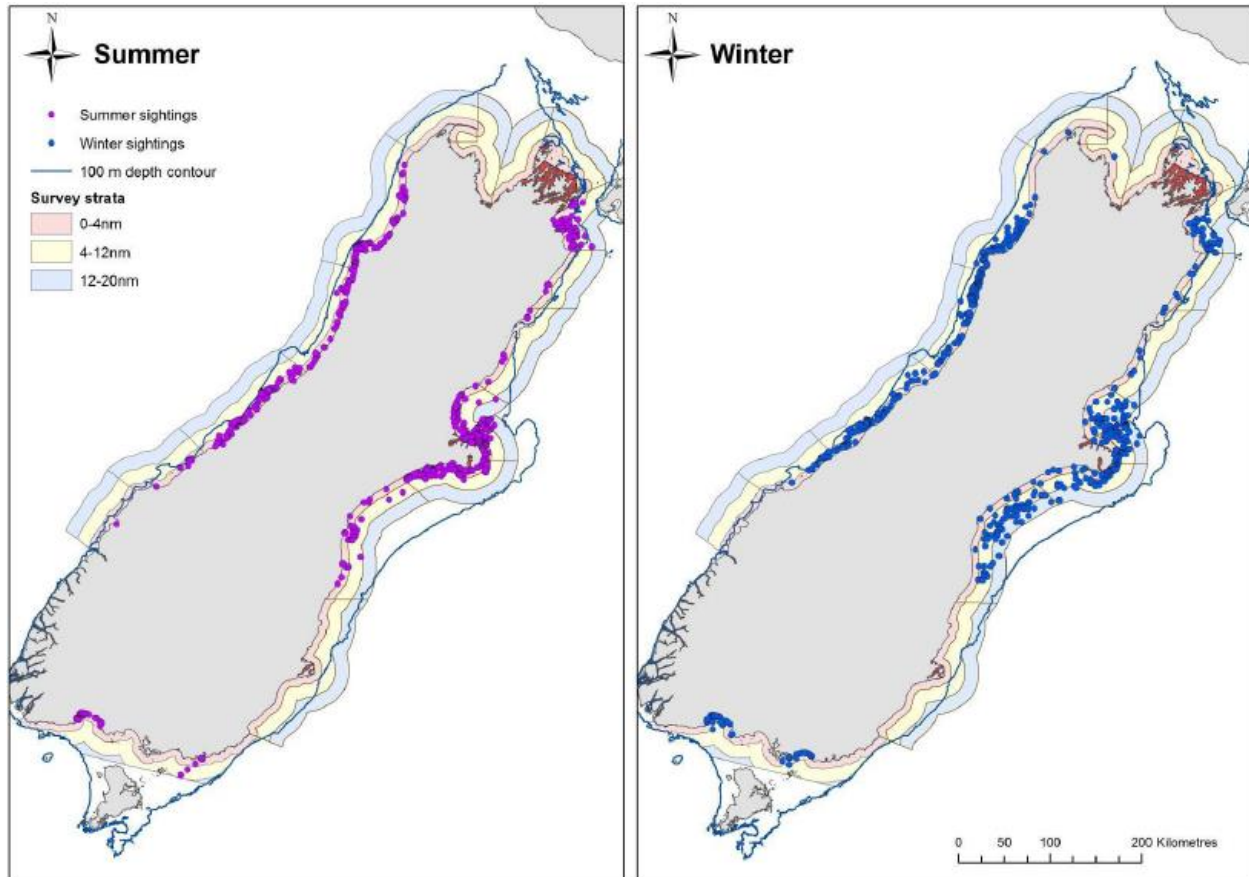 N
Summer
Summer sightings
Winter sightings
100 m depth contour
Survey strata
0-4nm
4-12nm
12-20nm
N
Winter
0 50 100 200 Kilometres